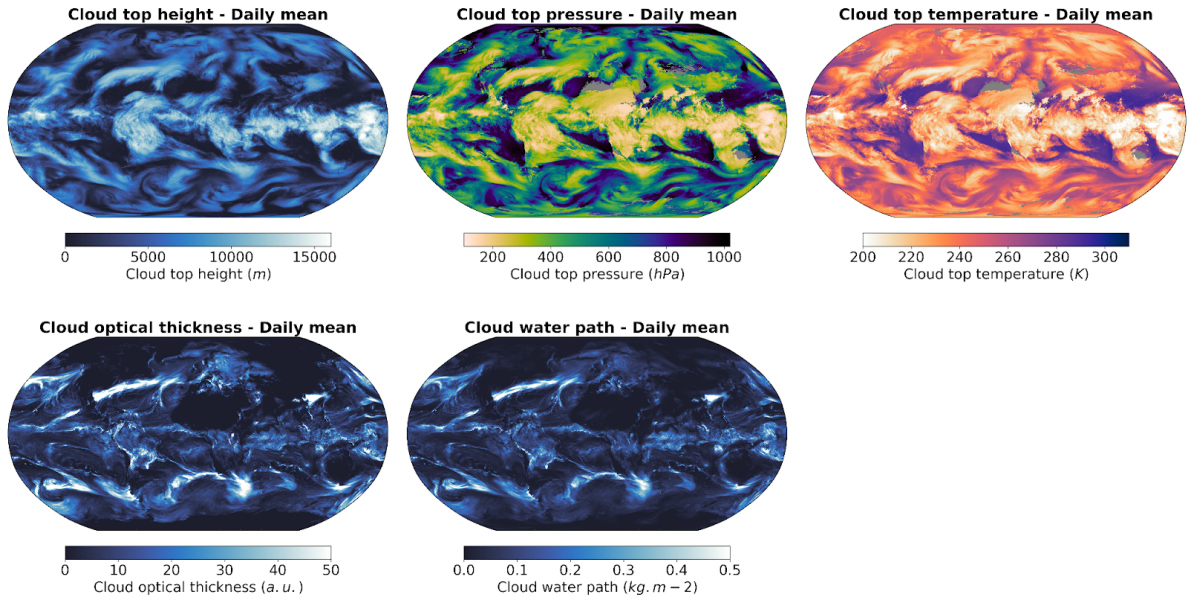 Cloud top height - Daily mean
0 5000 10000 15000
Cloud top height (m)
Cloud top pressure - Daily mean
200 400 600 800 1000
Cloud top pressure (hPa)
Cloud top temperature - Daily mean
200 220 240 260 280 300
Cloud top temperature (K)
Cloud optical thickness - Daily mean
0 10 20 30 40 50
Cloud optical thickness (a.u.)
Cloud water path - Daily mean
0.0 0.1 0.2 0.3 0.4 0.5
Cloud water path (kg.m−2)